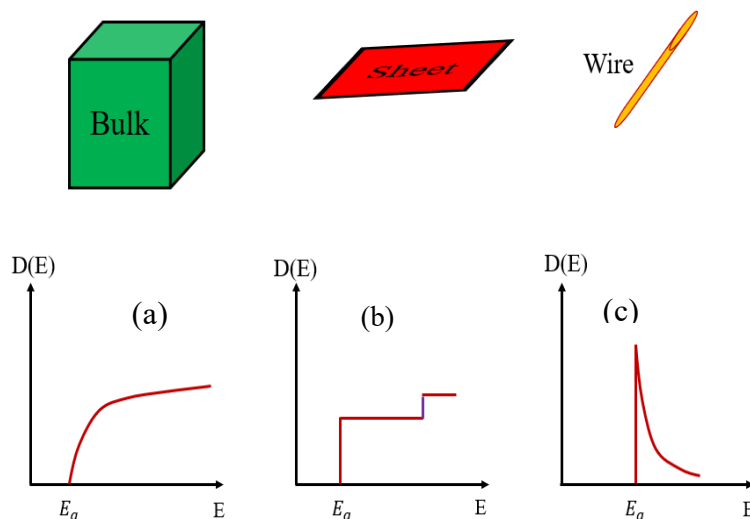 Bulk
Sheet
Wire
D(E)
(a)
E_g
E
D(E)
(b)
E_g
E
D(E)
(c)
E_g
E